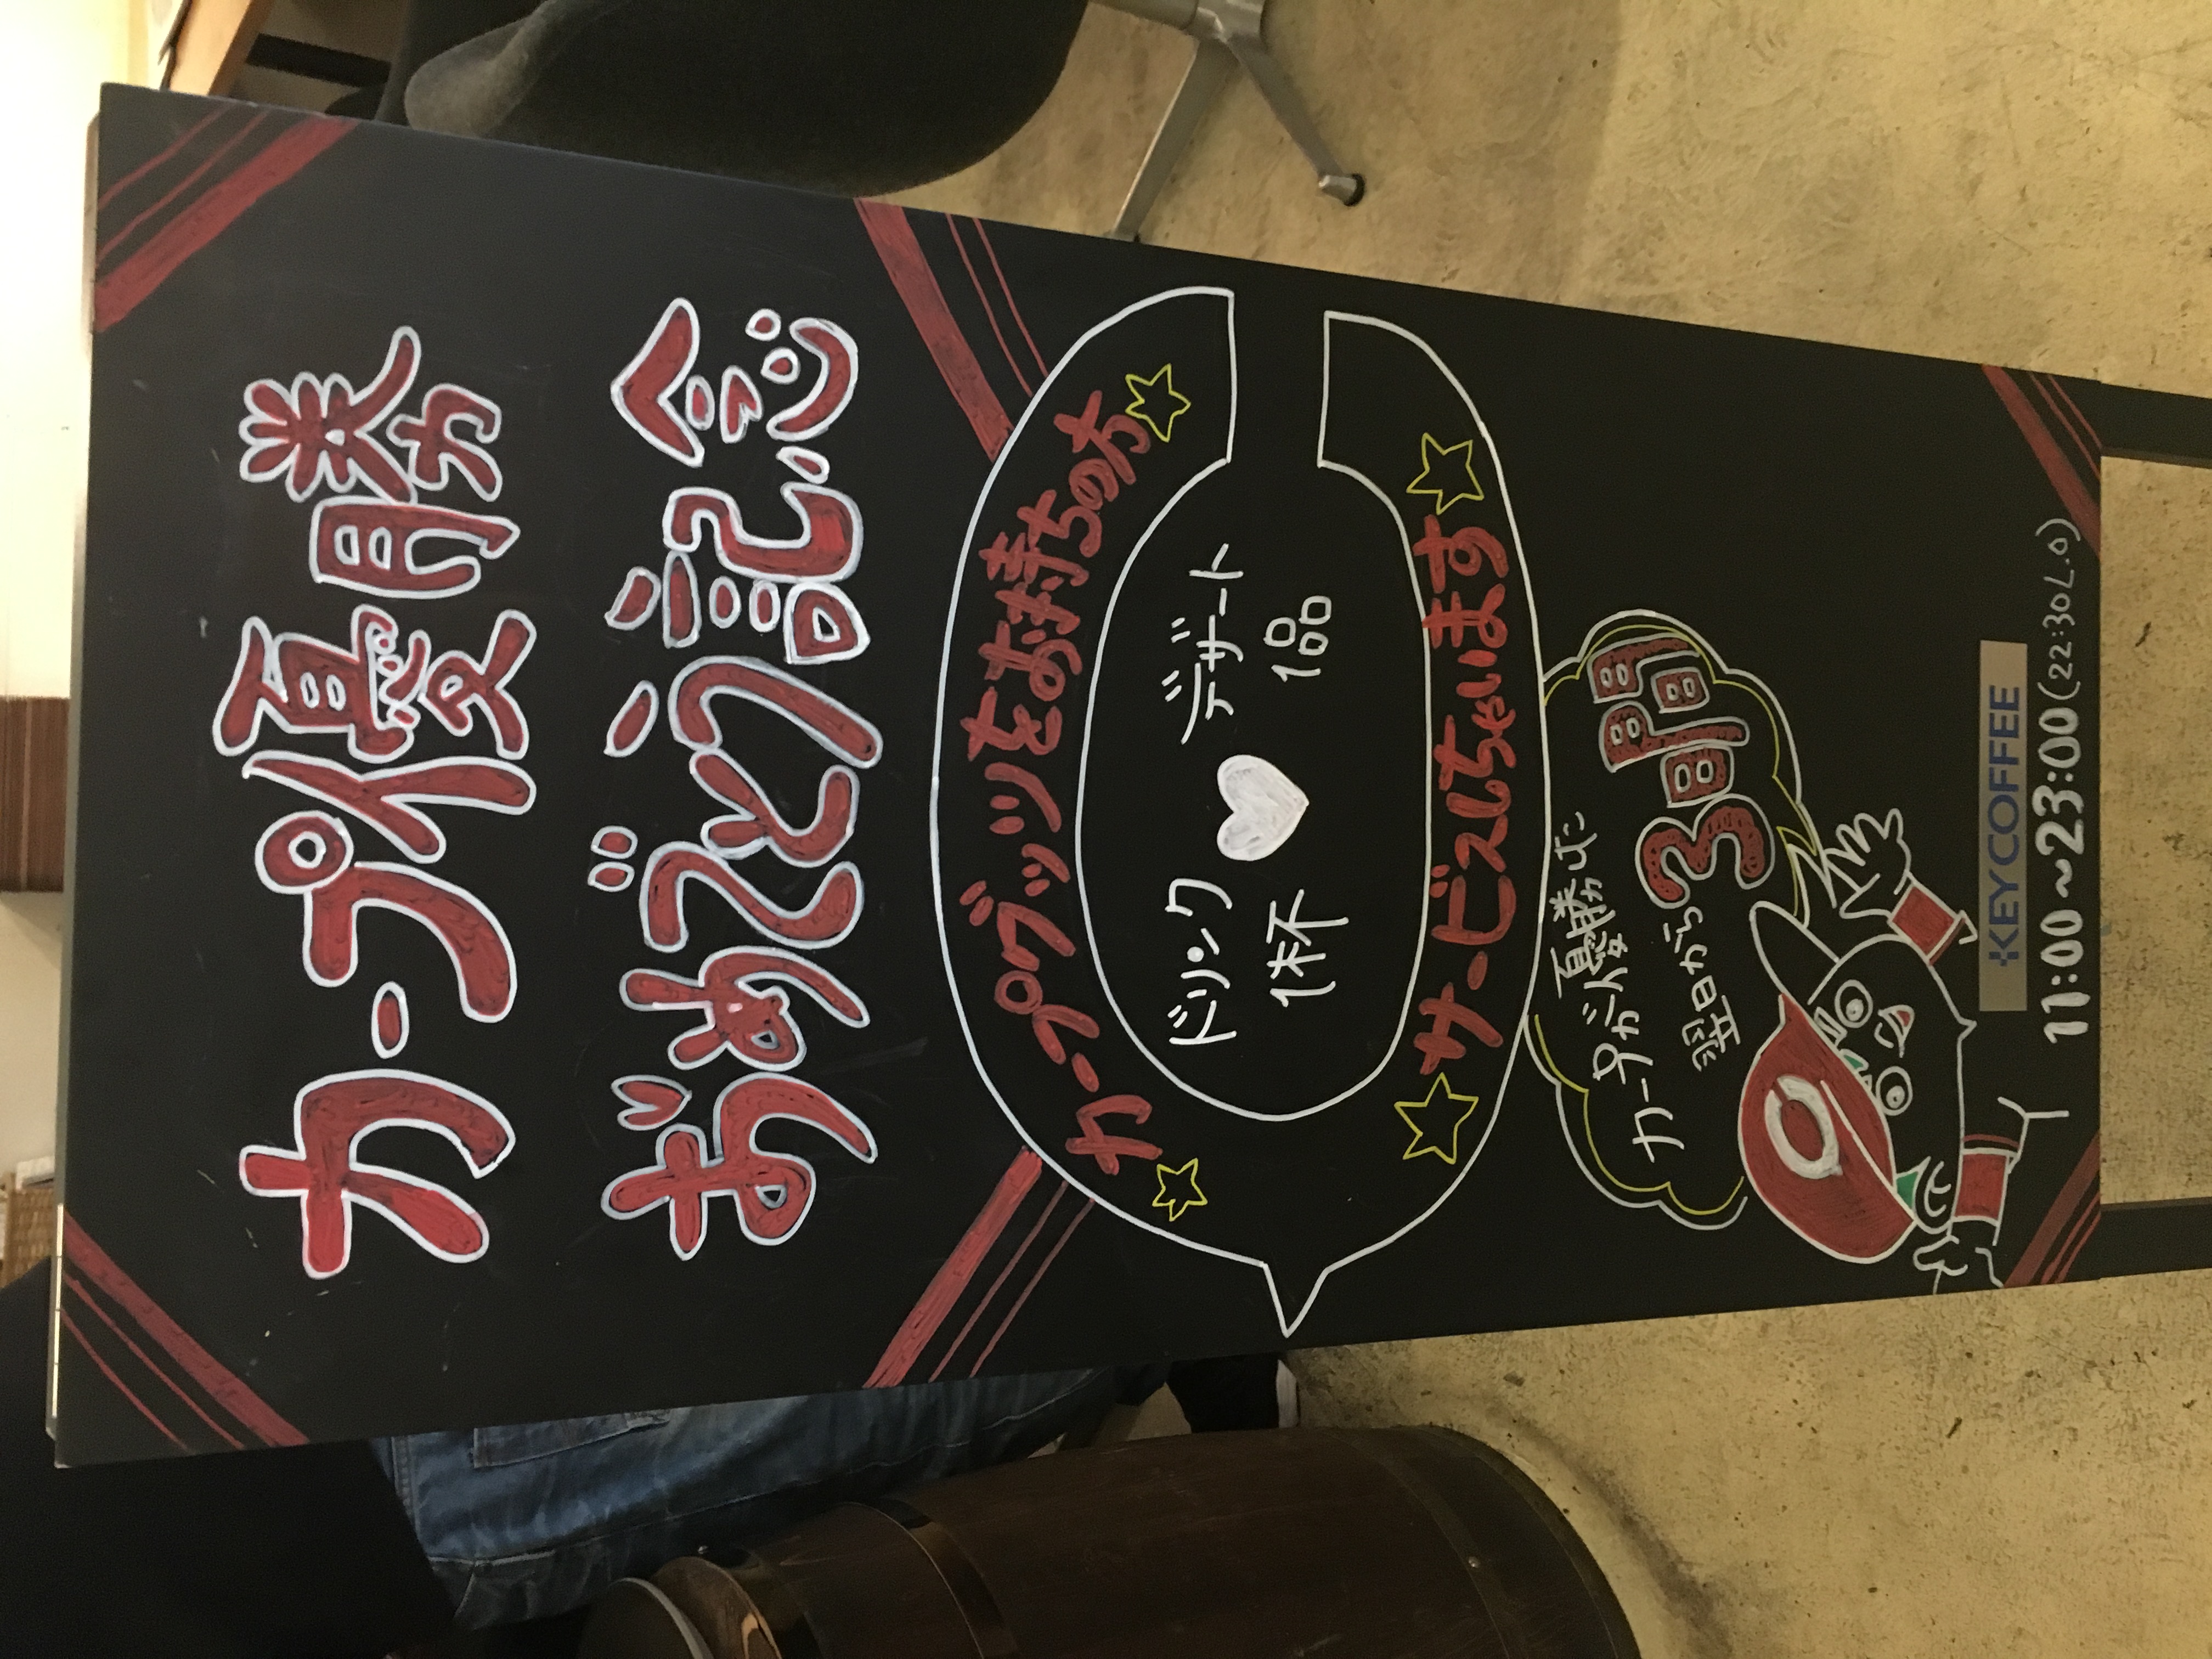 カープ優勝
おめでとう記念
カープグッツをお持ちの方
ドリンク
1杯
デザート
1品
サービスしちゃいます
カープが優勝した
翌日から
3日間
C
KEY COFFEE
11:00~23:00(22:30L.O)